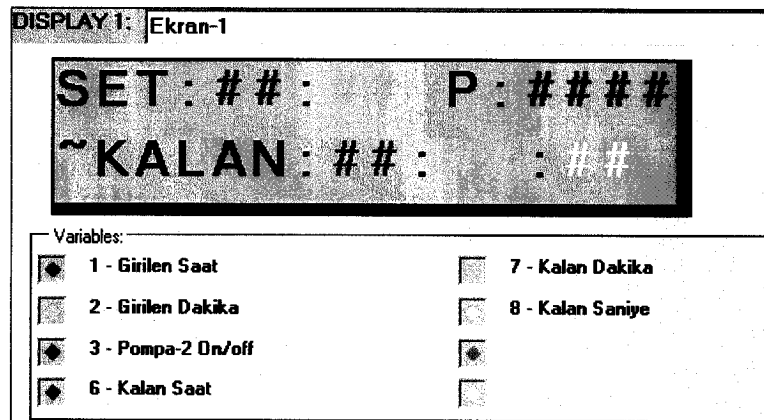 DISPLAY 1: Ekran-1
SET:##: P:####
~KALAN:##: :##
Variables:
1 - Girilen Saat
2 - Girilen Dakika
3 - Pompa-2 On/off
6 - Kalan Saat
7 - Kalan Dakika
8 - Kalan Saniye